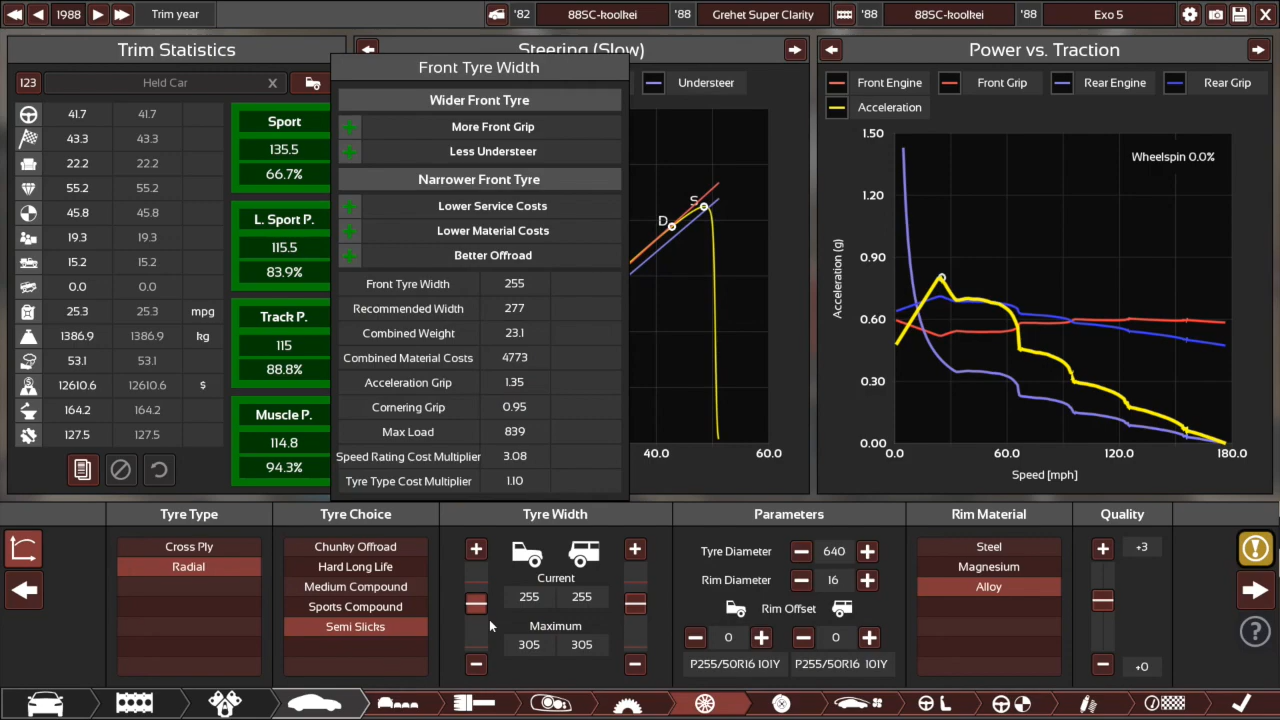 1988 Trim year '82 88SC-koolkei '88 Grehet Super Clarity '88 88SC-koolkei '88 Exo 5
Trim Statistics
Steering (Slow)
Power vs. Traction
123 Held Car X
Front Tyre Width
Understeer
Front Engine Front Grip Rear Engine Rear Grip
Acceleration
Wider Front Tyre
More Front Grip
Less Understeer
Narrower Front Tyre
Lower Service Costs
Lower Material Costs
Better Offroad
Front Tyre Width 255
Recommended Width 277
Combined Weight 23.1
Combined Material Costs 4773
Acceleration Grip 1.35
Cornering Grip 0.95
Max Load 839
Speed Rating Cost Multiplier 3.08
Tyre Type Cost Multiplier 1.10
41.7 41.7
43.3 43.3
22.2 22.2
55.2 55.2
45.8 45.8
19.3 19.3
15.2 15.2
0.0 0.0
25.3 25.3 mpg
1386.9 1386.9 kg
53.1 53.1
12610.6 12610.6 $
164.2 164.2
127.5 127.5
Sport
135.5
66.7%
L. Sport P.
115.5
83.9%
Track P.
115
88.8%
Muscle P.
114.8
94.3%
D
S
40.0 60.0
Wheelspin 0.0%
1.50
1.20
0.90
0.60
0.30
0.00
Acceleration (g)
0.0 60.0 120.0 180.0
Speed [mph]
Tyre Type
Cross Ply
Radial
Tyre Choice
Chunky Offroad
Hard Long Life
Medium Compound
Sports Compound
Semi Slicks
Tyre Width
Current
255 255
Maximum
305 305
Parameters
Tyre Diameter 640
Rim Diameter 16
Rim Offset
0 0
P255/50R16 101Y P255/50R16 101Y
Rim Material
Steel
Magnesium
Alloy
Quality
+3
+0